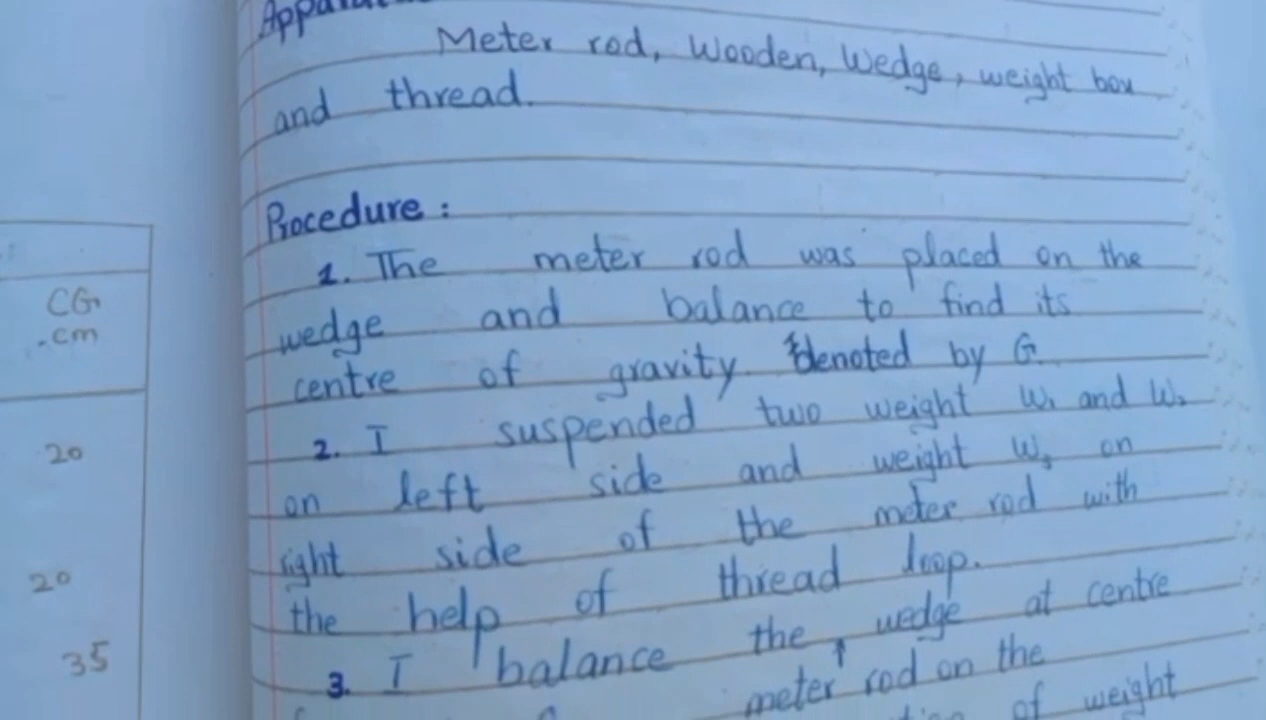 Meter rod, Wooden, Wedge, weight box
and thread.
Procedure :
1. The meter rod was placed on the
wedge and balance to find its
centre of gravity. denoted by G.
2. I suspended two weight W₁ and W₂
on left side and weight W₃ on
right side of the meter rod with
the help of thread loop.
3. I balance the ↑ wedge at centre
meter rod on the
of weight
CG
.cm
20
20
35